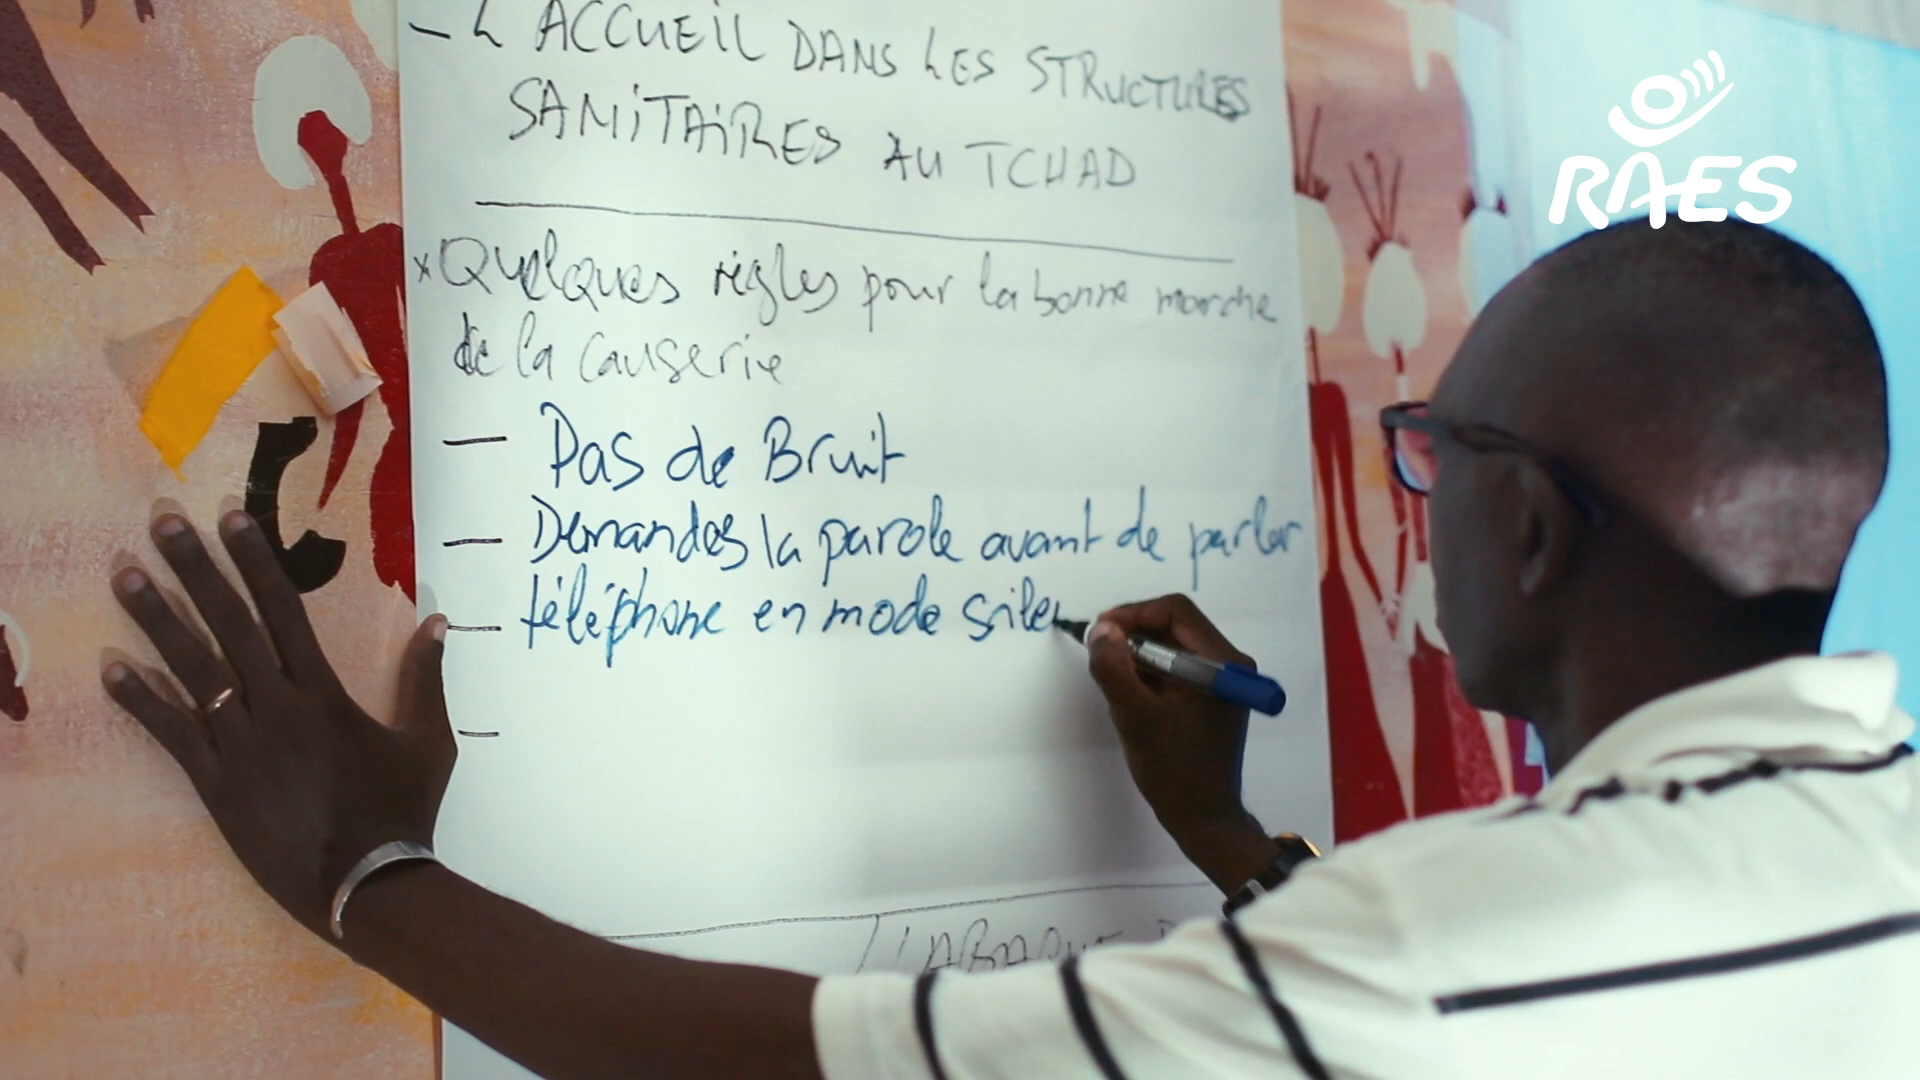 - L'ACCUEIL DANS LES STRUCTURES
SANITAIRES AU TCHAD
RAES
x Quelques règles pour la bonne marche
de la causerie
— Pas de Bruit
— Demandes la parole avant de parler
— téléphone en mode silen
—